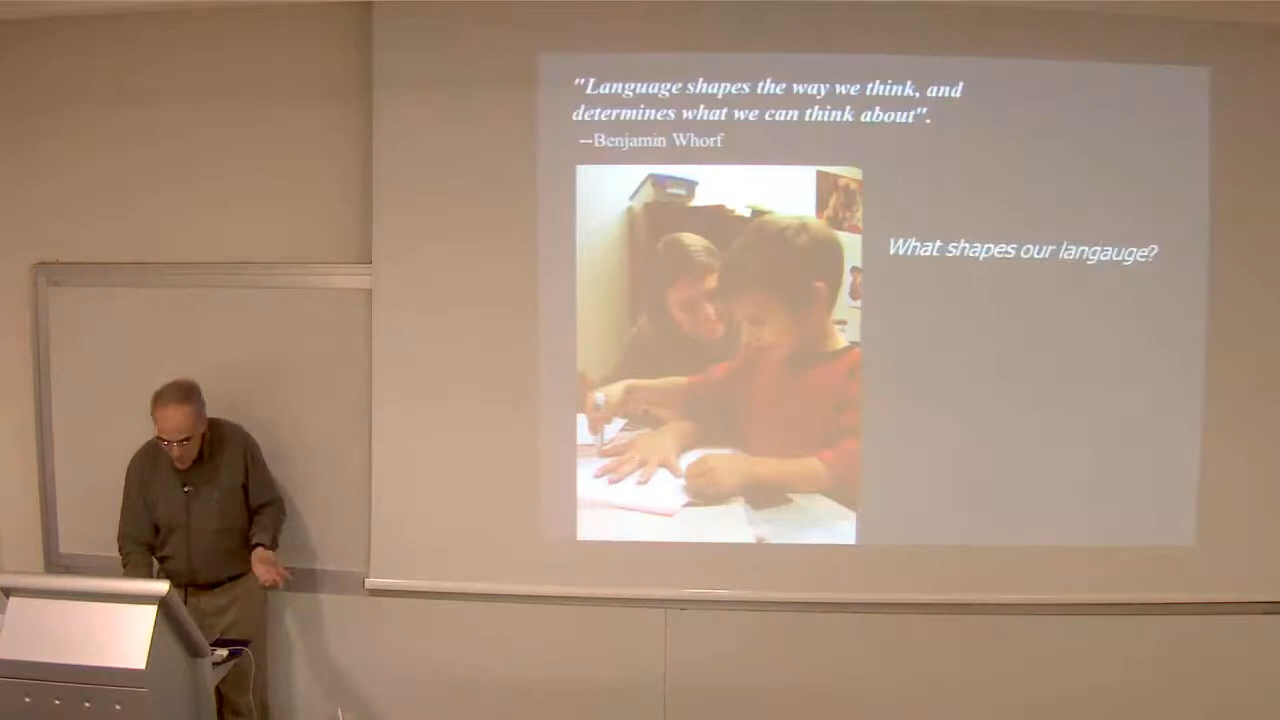 "Language shapes the way we think, and
determines what we can think about".
—Benjamin Whorf
What shapes our langauge?